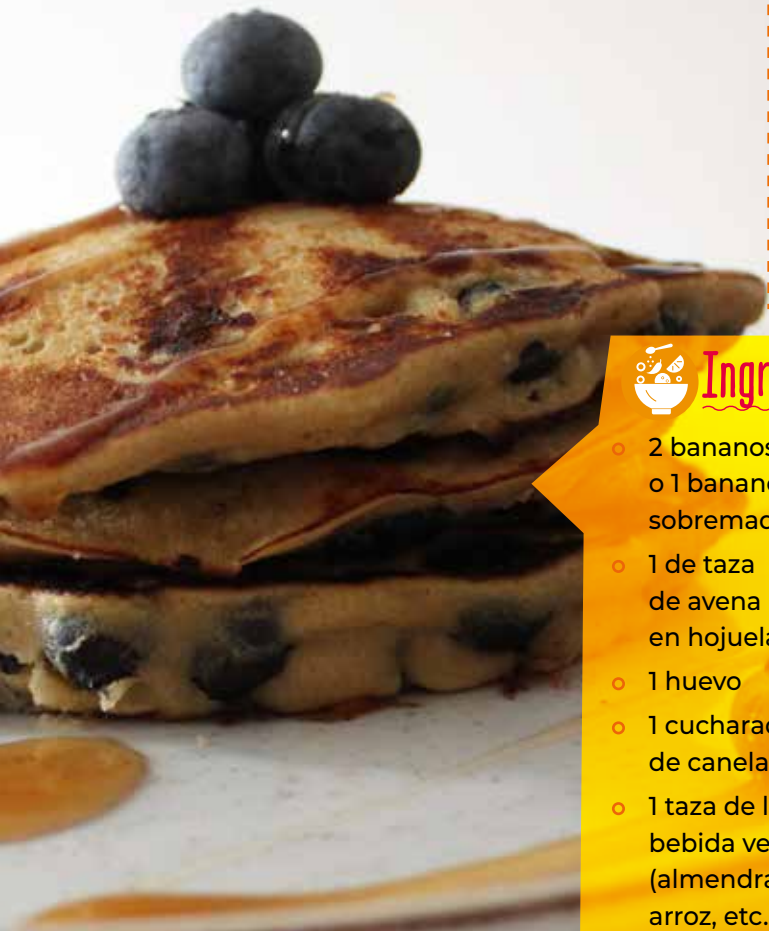 Ingr
2 bananos
o 1 banano
sobremad
1 de taza
de avena
en hojuela
1 huevo
1 cucharad
de canela
1 taza de l
bebida ve
(almendra
arroz, etc.